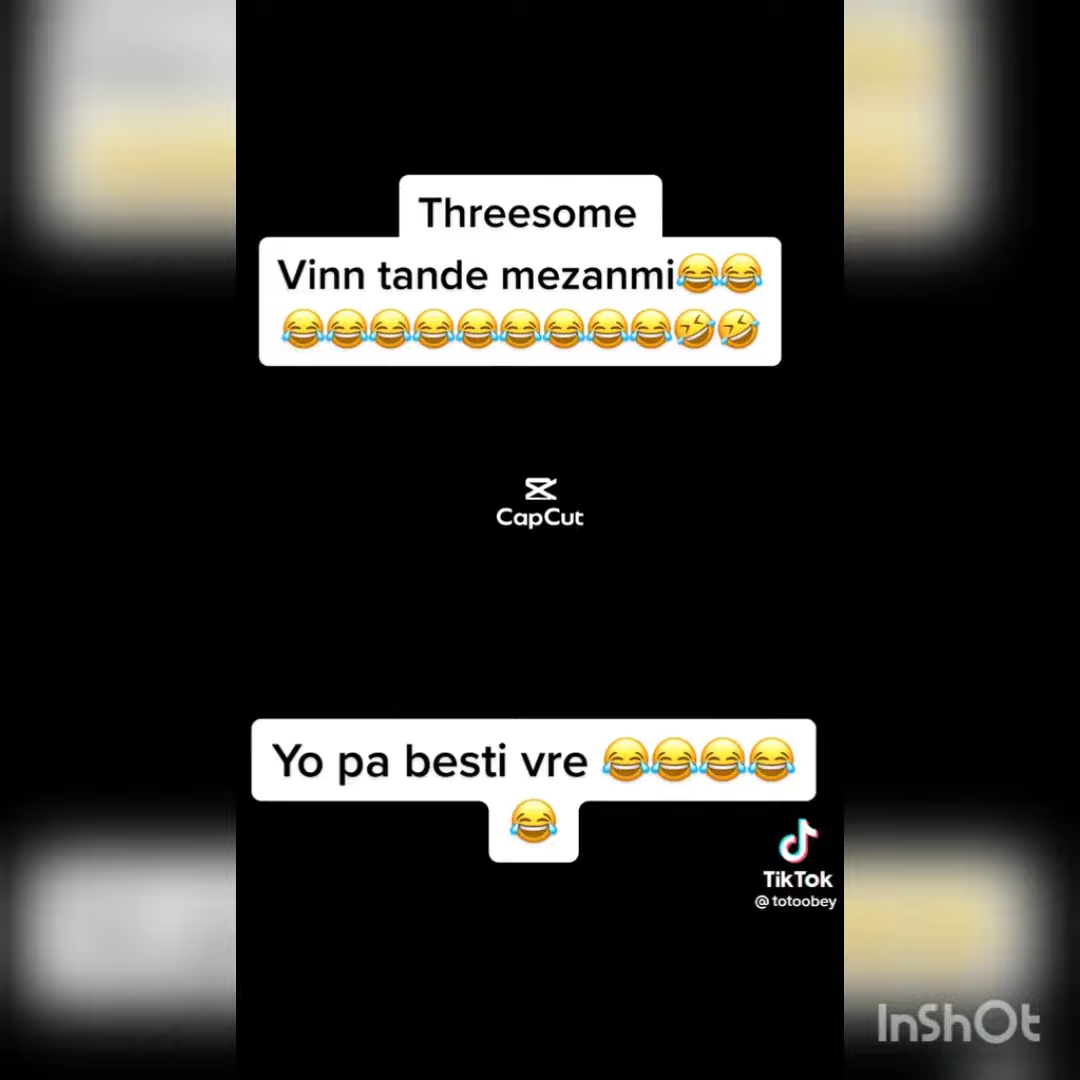 Threesome
Vinn tande mezanmi😂😂
😂😂😂😂😂😂😂😂😂🤣🤣
CapCut
Yo pa besti vre 😂😂😂😂
😂
TikTok
@totoobey
InShOt